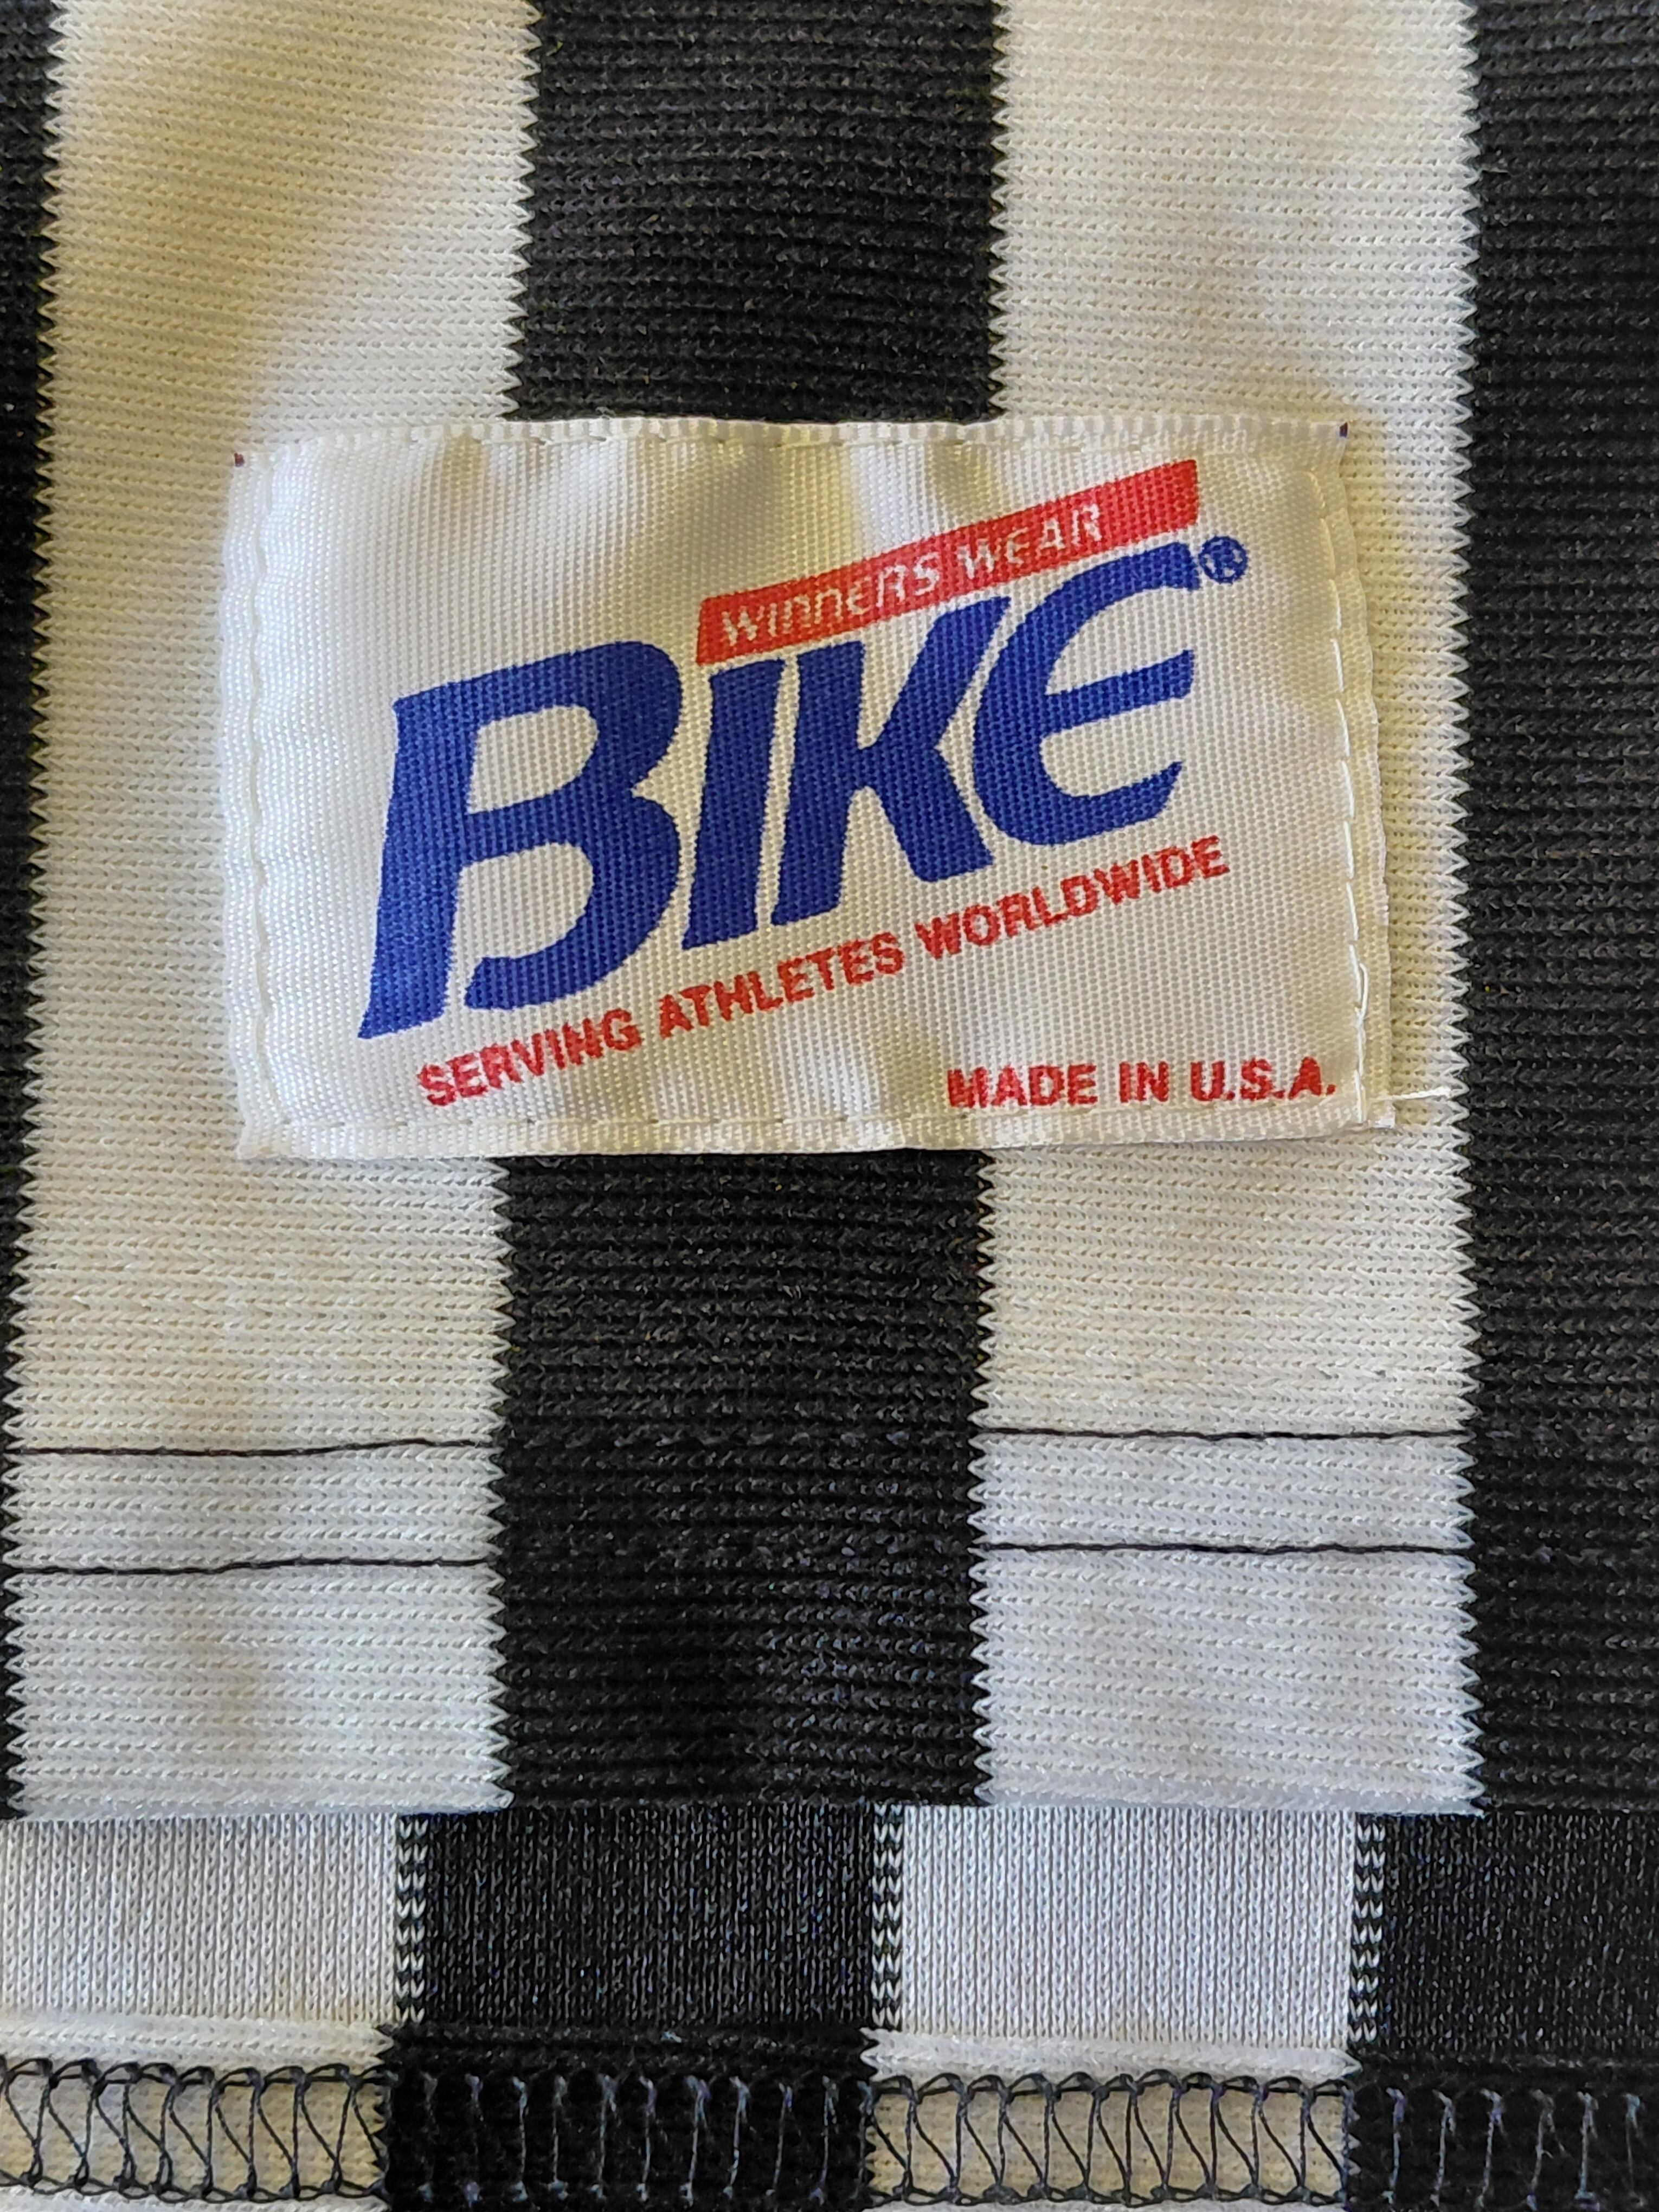 WINNERS WEAR
BIKE®
SERVING ATHLETES WORLDWIDE
MADE IN U.S.A.